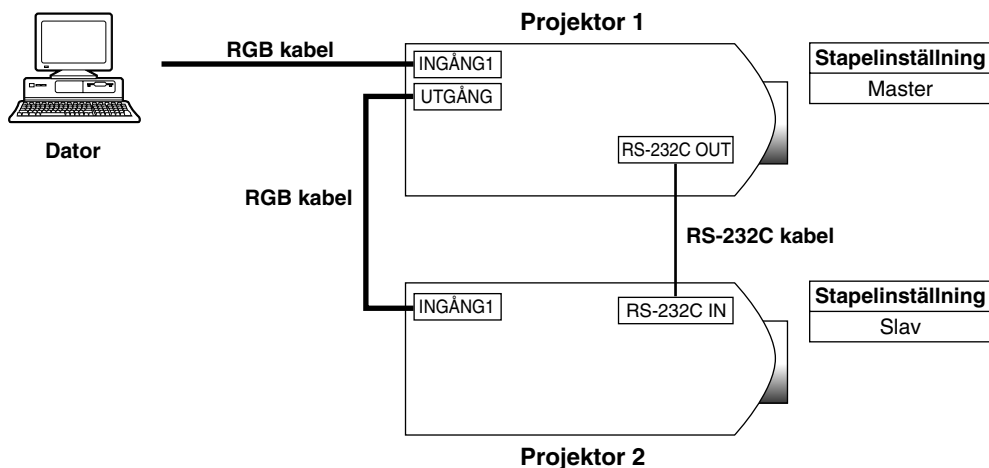 Projektor 1
RGB kabel
INGÅNG1
Stapelinställning
Master
UTGÅNG
Dator
RS-232C OUT
RGB kabel
RS-232C kabel
INGÅNG1
RS-232C IN
Stapelinställning
Slav
Projektor 2